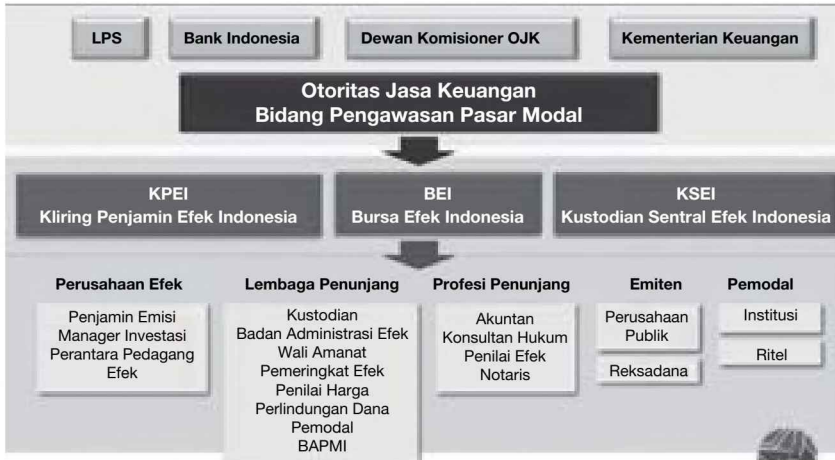 LPS
Bank Indonesia
Dewan Komisioner OJK
Kementerian Keuangan
Otoritas Jasa Keuangan
Bidang Pengawasan Pasar Modal
KPEI
Kliring Penjamin Efek Indonesia
BEI
Bursa Efek Indonesia
KSEI
Kustodian Sentral Efek Indonesia
Perusahaan Efek
Penjamin Emisi
Manager Investasi
Perantara Pedagang
Efek
Lembaga Penunjang
Kustodian
Badan Administrasi Efek
Wali Amanat
Pemeringkat Efek
Penilai Harga
Perlindungan Dana
Pemodal
BAPMI
Profesi Penunjang
Akuntan
Konsultan Hukum
Penilai Efek
Notaris
Emiten
Perusahaan
Publik
Reksadana
Pemodal
Institusi
Ritel